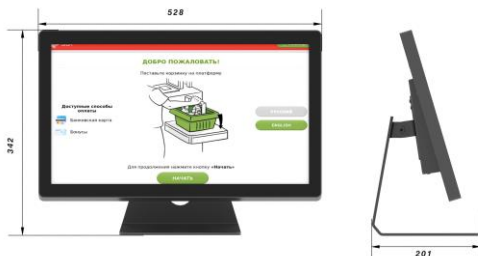 528
ДОБРО ПОЖАЛОВАТЬ!
Поставьте корзинку на платформу
Доступные способы
оплаты
Банковская карта
Бонусы
ENGLISH
Для продолжения нажмите кнопку «Начать»
НАЧАТЬ
342
201